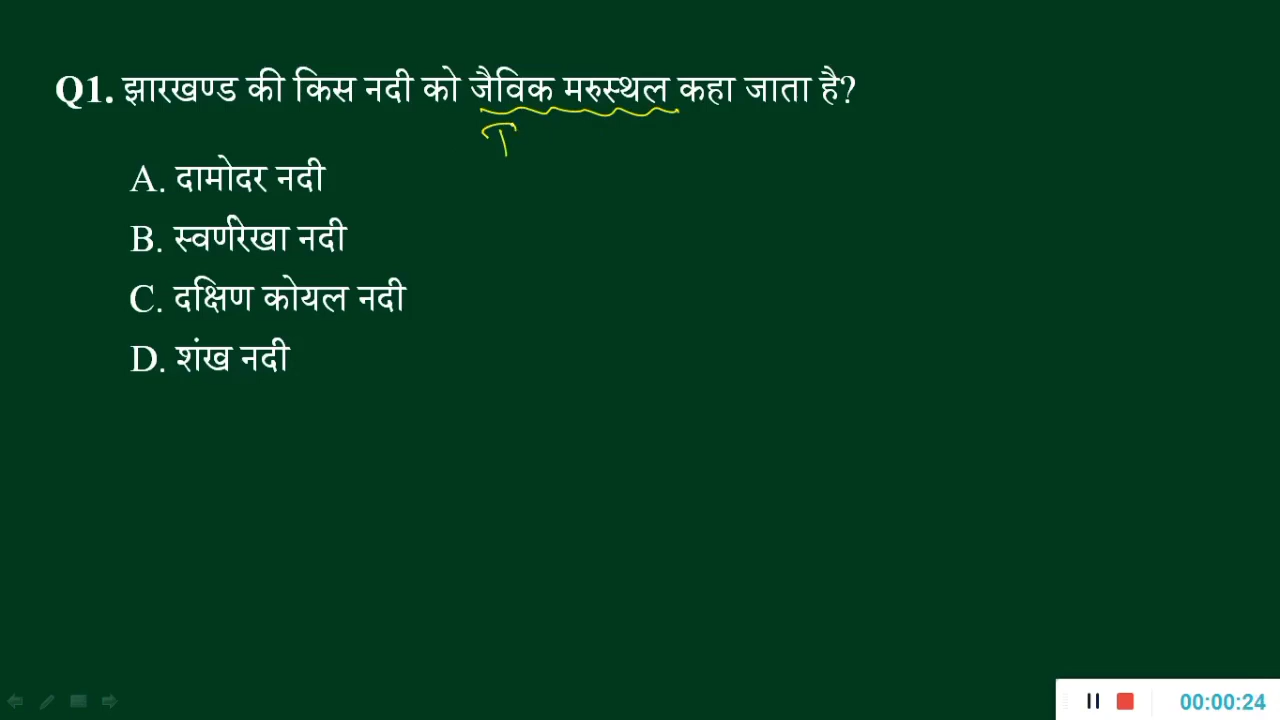 Q1. झारखण्ड की किस नदी को जैविक मरुस्थल कहा जाता है?
A. दामोदर नदी
B. स्वर्णरेखा नदी
C. दक्षिण कोयल नदी
D. शंख नदी
00:00:24